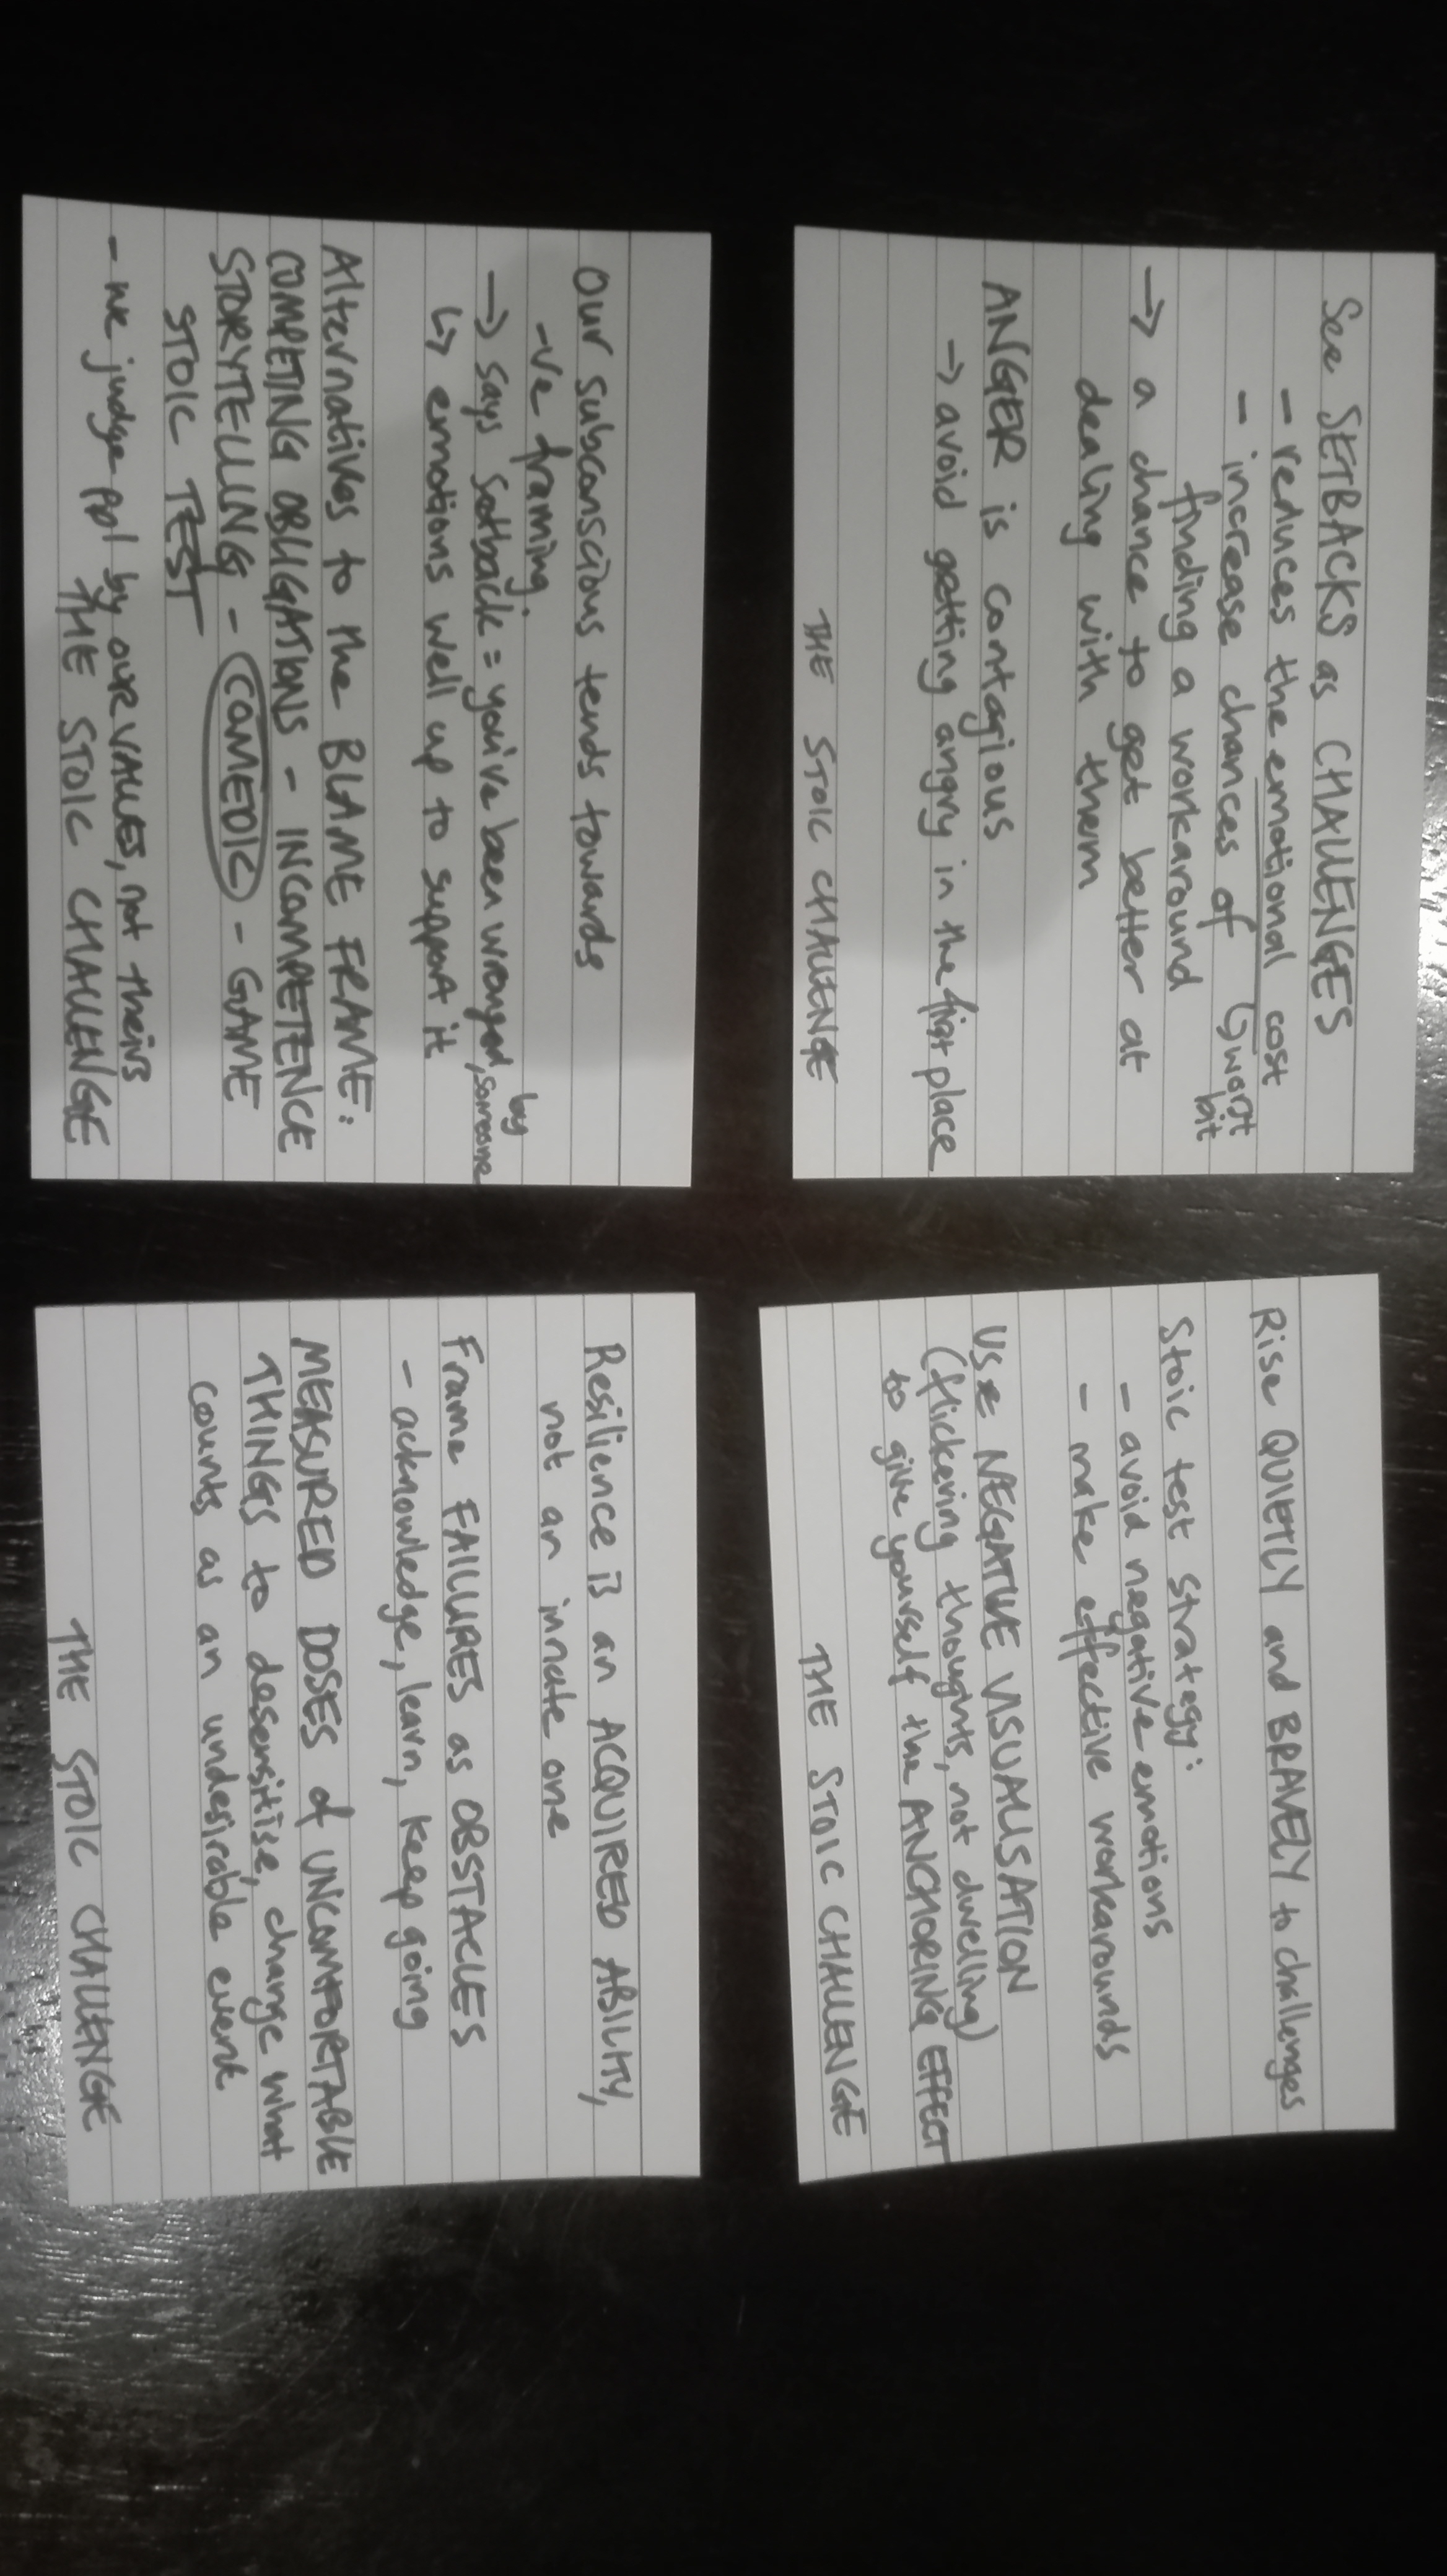 See SETBACKS as CHALLENGES
- reduces the emotional cost
↳ worst
bit
- increase chances of
finding a workaround
→ a chance to get better at
dealing with them
ANGER is contagious
→ avoid getting angry in the first place
THE STOIC CHALLENGE
Rise QUIETLY and BRAVELY to challenges
Stoic test strategy:
- avoid negative emotions
- make effective workarounds
USE NEGATIVE VISUALISATION
(flickering thoughts, not dwelling)
to give yourself the ANCHORING EFFECT
THE STOIC CHALLENGE
Our subconscious tends towards
-ve framing.
→ says setback = you've been wronged, by someone
↳ emotions well up to support it
Alternatives to the BLAME FRAME:
COMPETING OBLIGATIONS - INCOMPETENCE
STORYTELLING - COMEDIC - GAME
STOIC TEST
- we judge ppl by OUR VALUES, not theirs
THE STOIC CHALLENGE
Resilience is an ACQUIRED ABILITY,
not an innate one
Frame FAILURES as OBSTACLES
- acknowledge, learn, keep going
MEASURED DOSES of UNCOMFORTABLE
THINGS to desensitise, change what
counts as an undesirable event
THE STOIC CHALLENGE